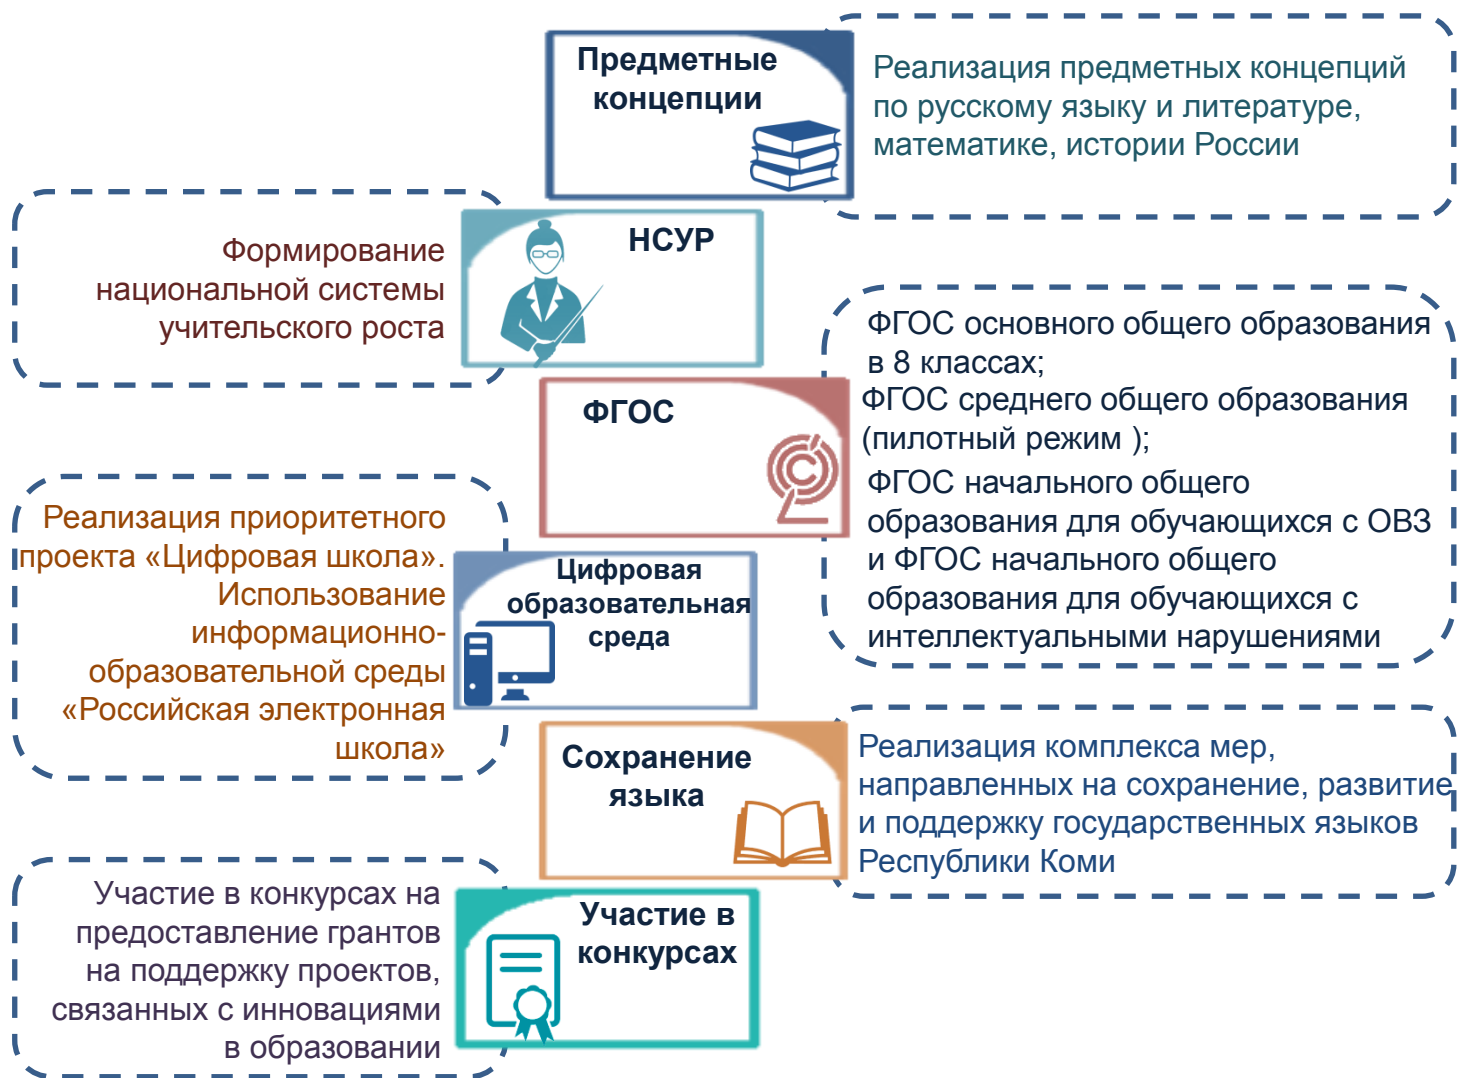 Предметные
концепции
Реализация предметных концепций
по русскому языку и литературе,
математике, истории России
НСУР
Формирование
национальной системы
учительского роста
ФГОС
ФГОС основного общего образования
в 8 классах;
ФГОС среднего общего образования
(пилотный режим );
ФГОС начального общего
образования для обучающихся с ОВЗ
и ФГОС начального общего
образования для обучающихся с
интеллектуальными нарушениями
Цифровая
образовательная
среда
Реализация приоритетного
проекта «Цифровая школа».
Использование
информационно-
образовательной среды
«Российская электронная
школа»
Сохранение
языка
Реализация комплекса мер,
направленных на сохранение, развитие
и поддержку государственных языков
Республики Коми
Участие в
конкурсах
Участие в конкурсах на
предоставление грантов
на поддержку проектов,
связанных с инновациями
в образовании